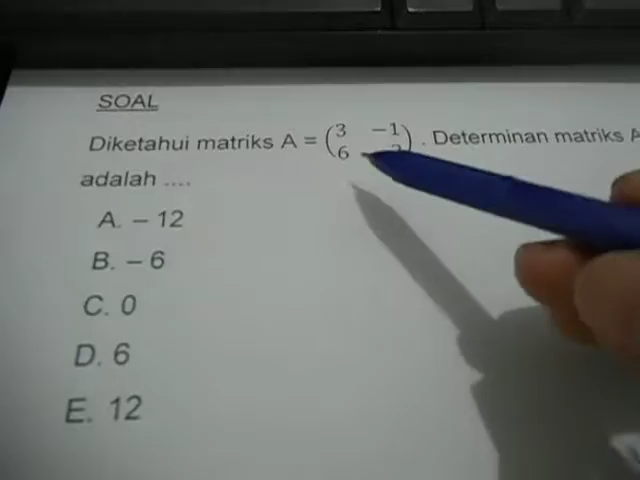 SOAL
Diketahui matriks A = (3 −1
6 ). Determinan matriks A
adalah ....
A. – 12
B. – 6
C. 0
D. 6
E. 12